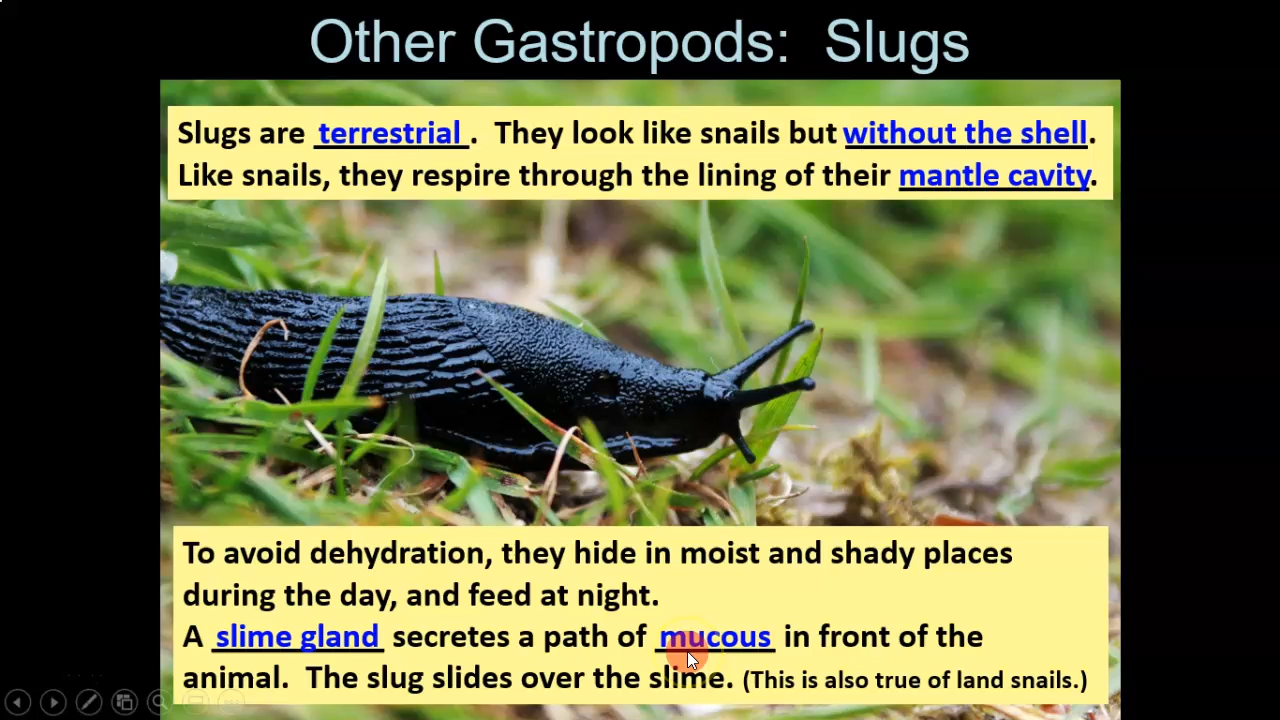 Other Gastropods: Slugs
Slugs are terrestrial. They look like snails but without the shell.
Like snails, they respire through the lining of their mantle cavity.
To avoid dehydration, they hide in moist and shady places
during the day, and feed at night.
A slime gland secretes a path of mucous in front of the
animal. The slug slides over the slime. (This is also true of land snails.)